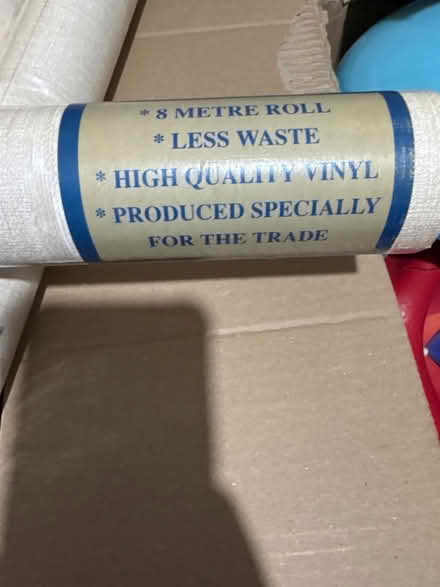 * 8 METRE ROLL
* LESS WASTE
* HIGH QUALITY VINYL
* PRODUCED SPECIALLY
FOR THE TRADE